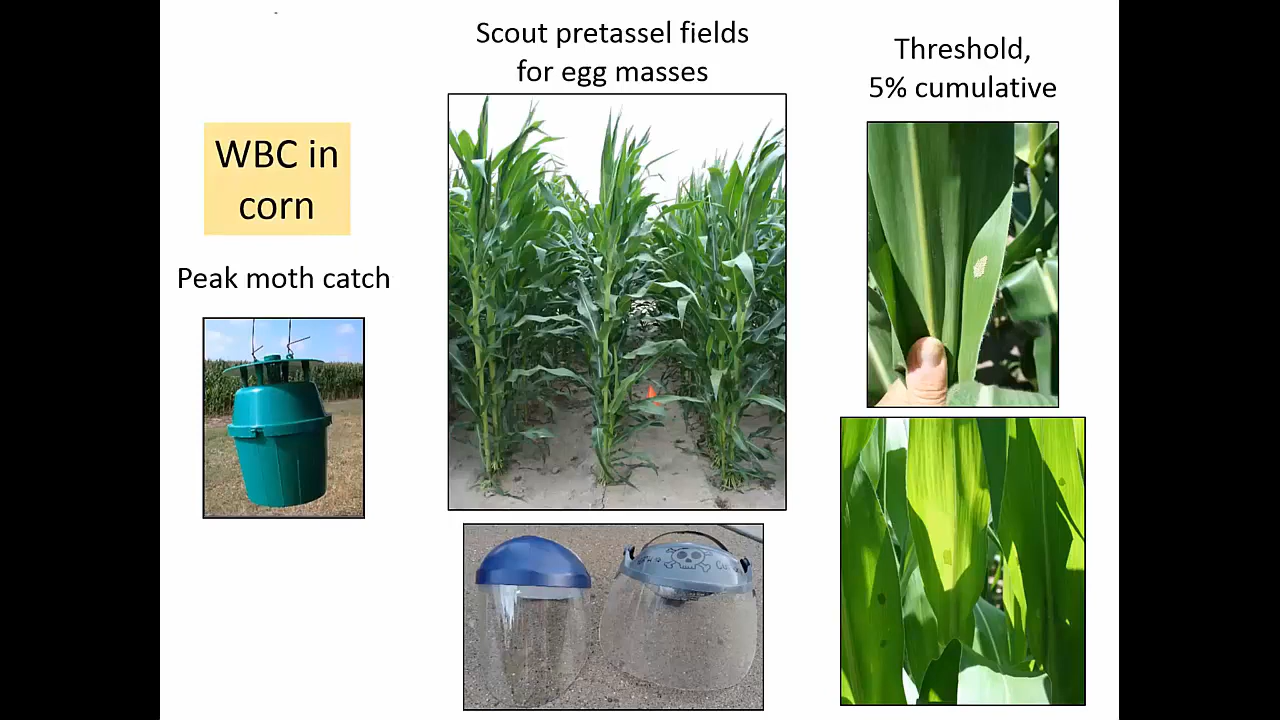 WBC in
corn
Peak moth catch
Scout pretassel fields
for egg masses
Threshold,
5% cumulative